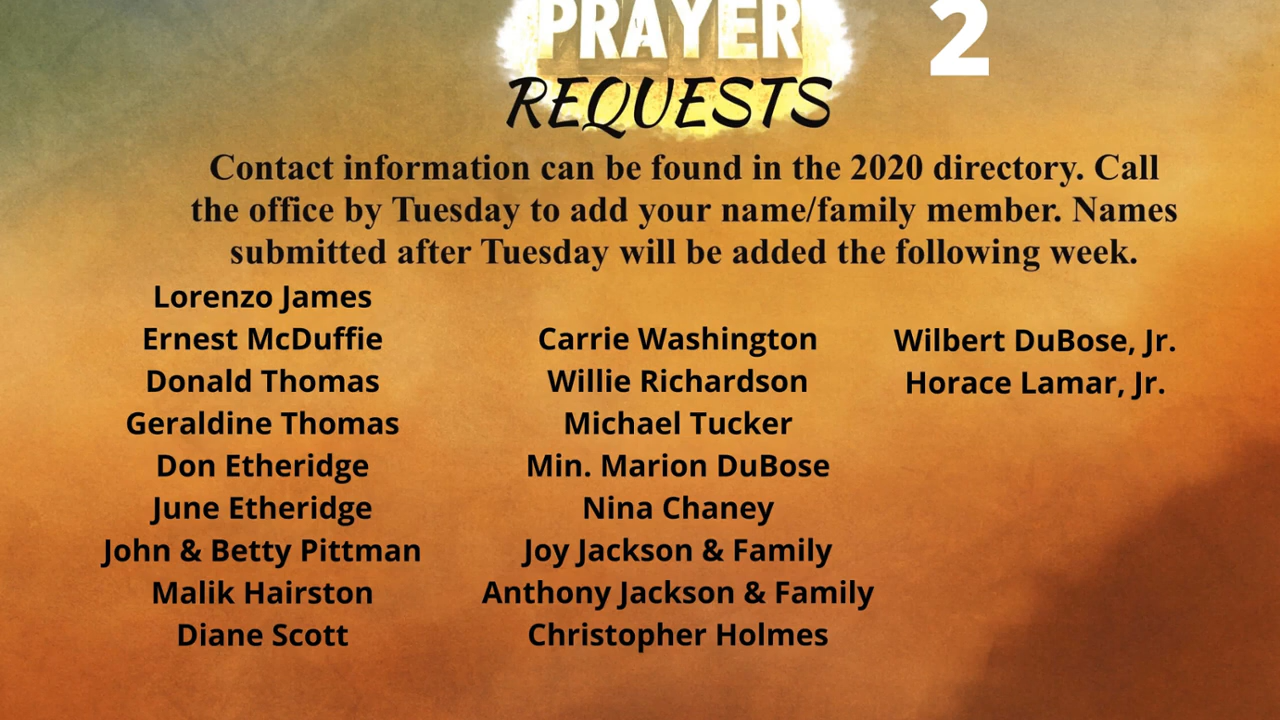 PRAYER 2
REQUESTS
Contact information can be found in the 2020 directory. Call
the office by Tuesday to add your name/family member. Names
submitted after Tuesday will be added the following week.
Lorenzo James
Ernest McDuffie
Donald Thomas
Geraldine Thomas
Don Etheridge
June Etheridge
John & Betty Pittman
Malik Hairston
Diane Scott
Carrie Washington
Willie Richardson
Michael Tucker
Min. Marion DuBose
Nina Chaney
Joy Jackson & Family
Anthony Jackson & Family
Christopher Holmes
Wilbert DuBose, Jr.
Horace Lamar, Jr.